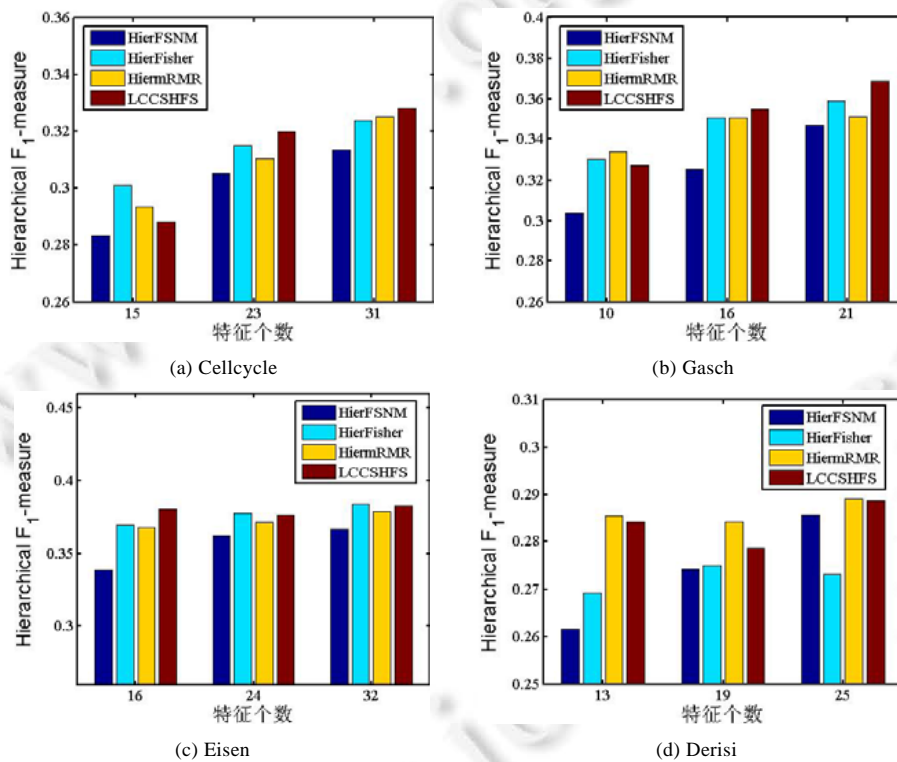 0.36
0.34
0.32
0.3
0.28
0.26
Hierarchical F1-measure
HierFSNM
HierFisher
HiermRMR
LCCSHFS
15
23
31
特征个数
(a) Cellcycle
0.4
0.38
0.36
0.34
0.32
0.3
0.28
0.26
Hierarchical F1-measure
HierFSNM
HierFisher
HiermRMR
LCCSHFS
10
16
21
特征个数
(b) Gasch
0.45
0.4
0.35
0.3
Hierarchical F1-measure
HierFSNM
HierFisher
HiermRMR
LCCSHFS
16
24
32
特征个数
(c) Eisen
0.31
0.3
0.29
0.28
0.27
0.26
0.25
Hierarchical F1-measure
HierFSNM
HierFisher
HiermRMR
LCCSHFS
13
19
25
特征个数
(d) Derisi